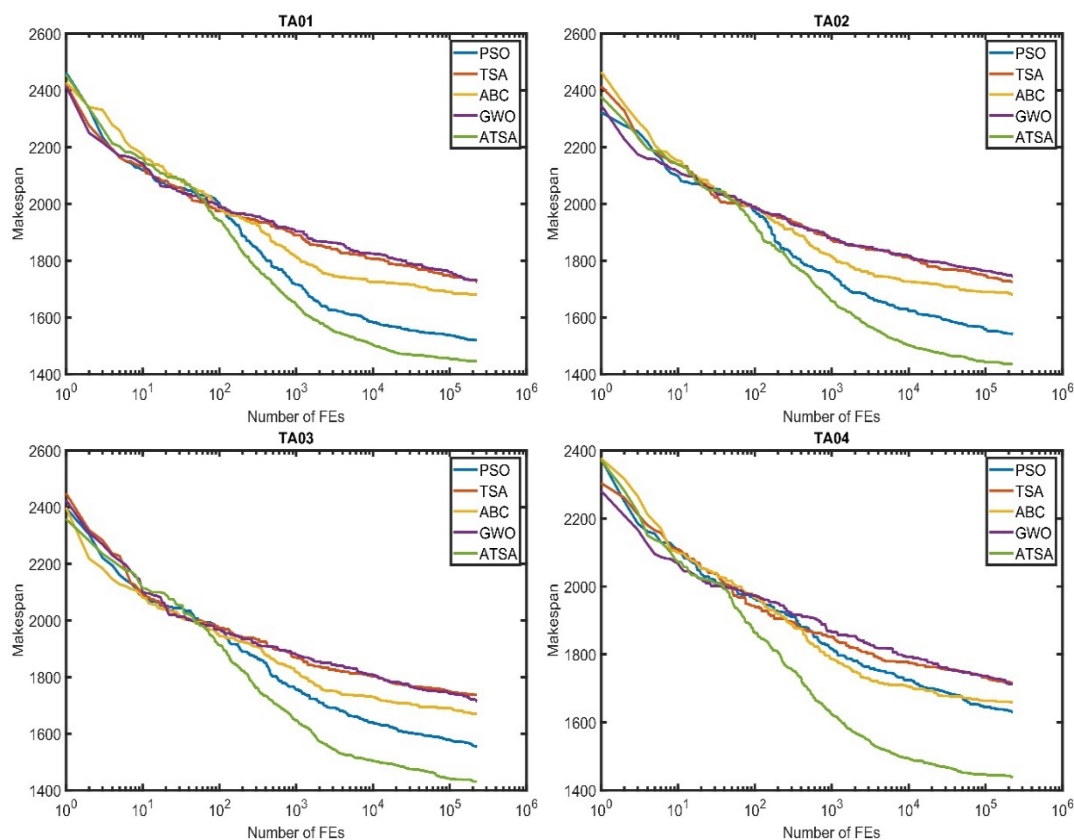 TA01
2600
2400
2200
2000
1800
1600
1400
Makespan
PSO
TSA
ABC
GWO
ATSA
10^0 10^1 10^2 10^3 10^4 10^5 10^6
Number of FEs
TA02
2600
2400
2200
2000
1800
1600
1400
Makespan
PSO
TSA
ABC
GWO
ATSA
10^0 10^1 10^2 10^3 10^4 10^5 10^6
Number of FEs
TA03
2600
2400
2200
2000
1800
1600
1400
Makespan
PSO
TSA
ABC
GWO
ATSA
10^0 10^1 10^2 10^3 10^4 10^5 10^6
Number of FEs
TA04
2400
2200
2000
1800
1600
1400
Makespan
PSO
TSA
ABC
GWO
ATSA
10^0 10^1 10^2 10^3 10^4 10^5 10^6
Number of FEs